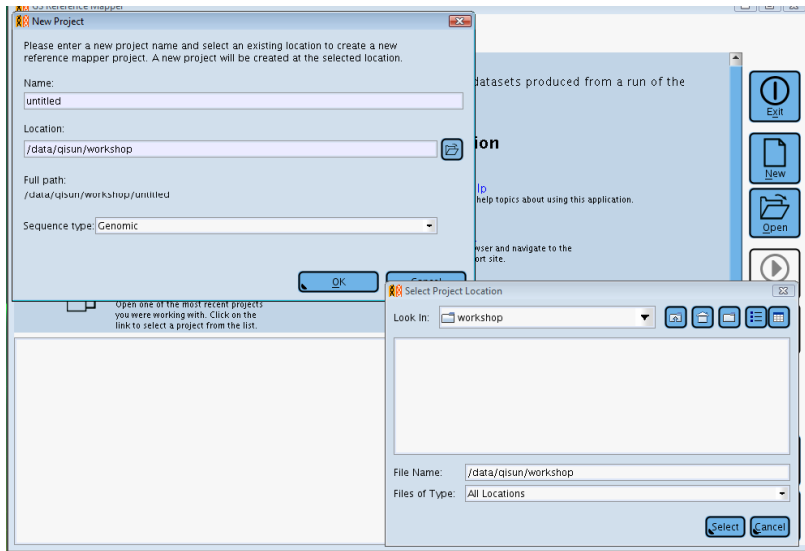 GS Reference Mapper
New Project
Please enter a new project name and select an existing location to create a new
reference mapper project. A new project will be created at the selected location.
Name:
untitled
Location:
/data/qisun/workshop
Full path:
/data/qisun/workshop/untitled
Sequence type: Genomic
OK
Cancel
datasets produced from a run of the
ion
lp
help topics about using this application.
wser and navigate to the
ort site.
Exit
New
Open
Open one of the most recent projects
you were working with. Click on the
link to select a project from the list.
Select Project Location
Look In: workshop
File Name: /data/qisun/workshop
Files of Type: All Locations
Select Cancel